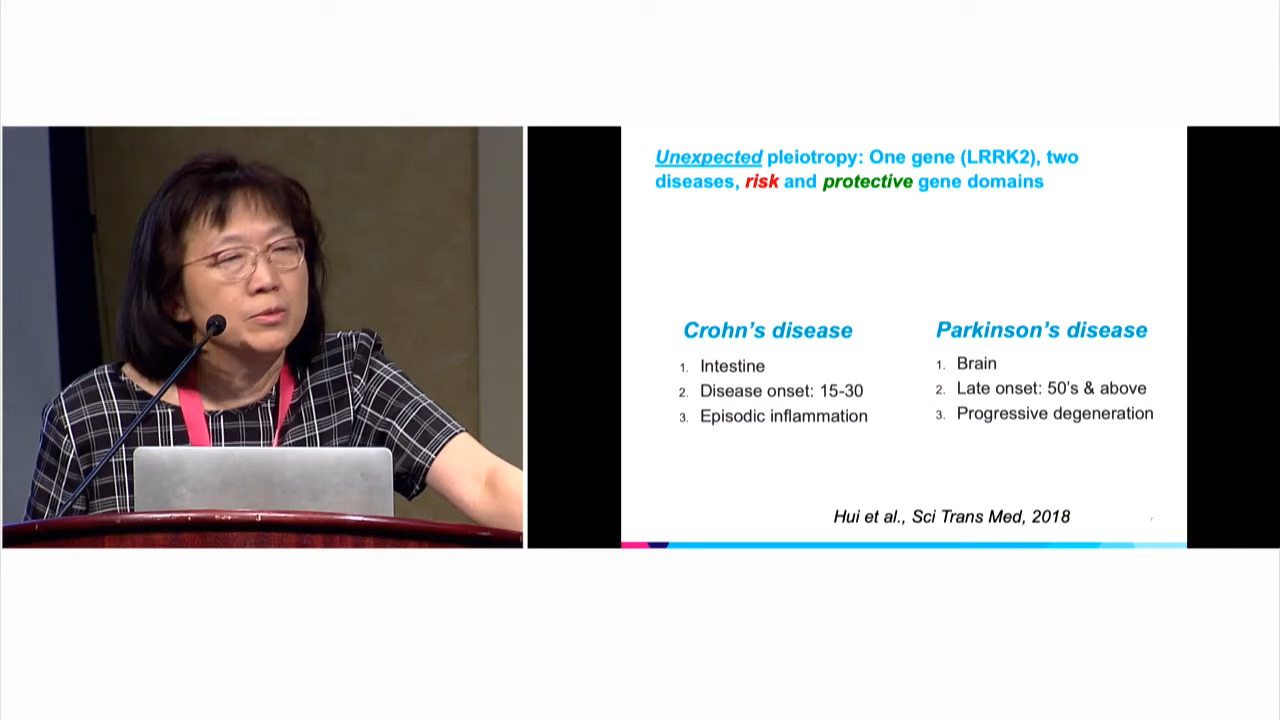 Unexpected pleiotropy: One gene (LRRK2), two
diseases, risk and protective gene domains
Crohn's disease
1. Intestine
2. Disease onset: 15-30
3. Episodic inflammation
Parkinson's disease
1. Brain
2. Late onset: 50's & above
3. Progressive degeneration
Hui et al., Sci Trans Med, 2018